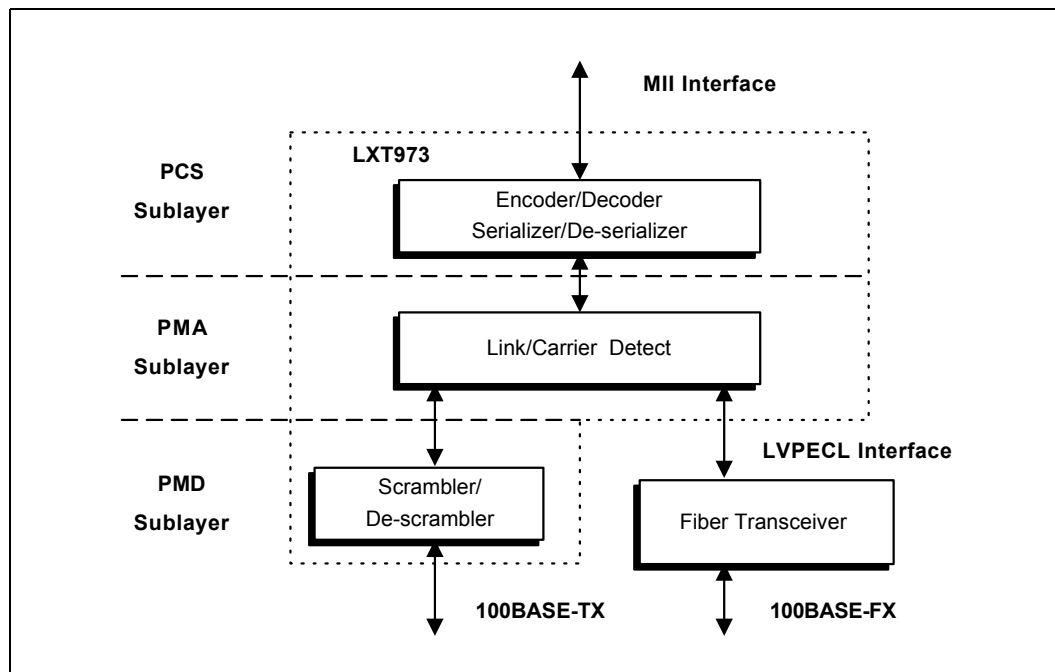 MII Interface
LXT973
PCS
Sublayer
Encoder/Decoder
Serializer/De-serializer
PMA
Sublayer
Link/Carrier Detect
LVPECL Interface
PMD
Sublayer
Scrambler/
De-scrambler
Fiber Transceiver
100BASE-TX
100BASE-FX